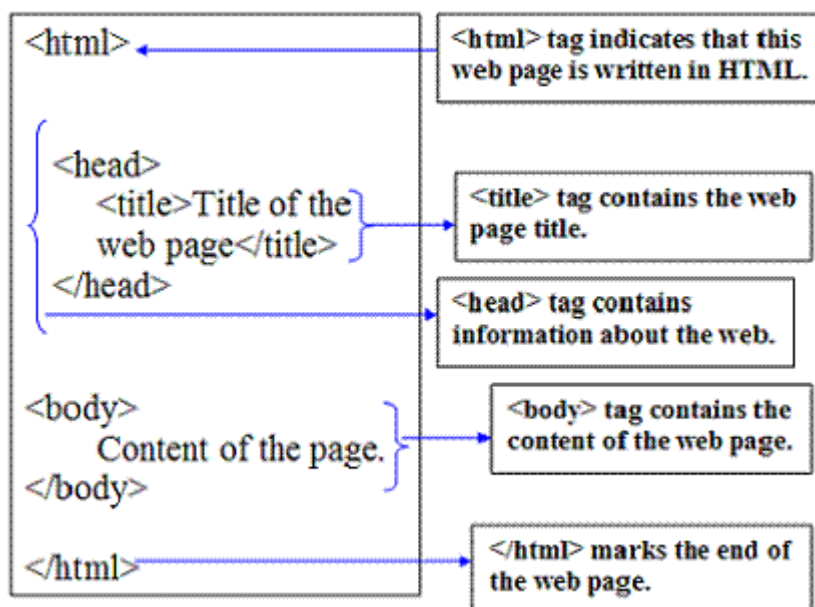 <html>
<html> tag indicates that this
web page is written in HTML.
<head>
<title>Title of the
web page</title>
</head>
<title> tag contains the web
page title.
<head> tag contains
information about the web.
<body>
Content of the page.
</body>
<body> tag contains the
content of the web page.
</html>
</html> marks the end of
the web page.